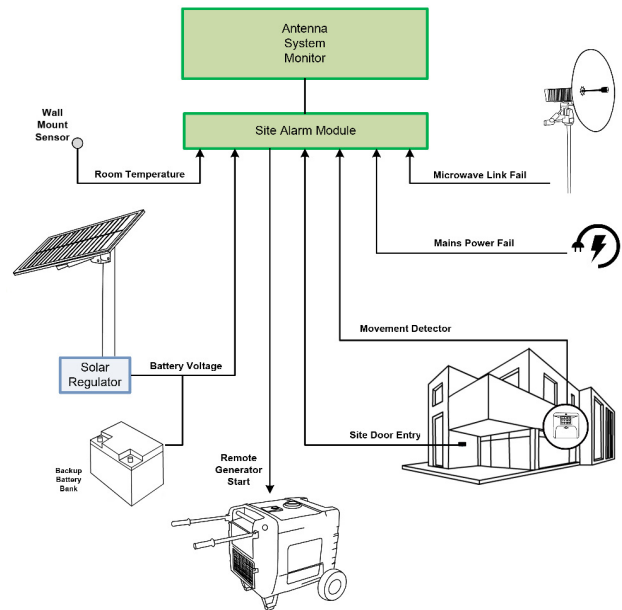 Antenna
System
Monitor
Wall
Mount
Sensor
Site Alarm Module
Room Temperature
Microwave Link Fail
Mains Power Fail
Movement Detector
Solar
Regulator
Battery Voltage
Site Door Entry
Backup
Battery
Bank
Remote
Generator
Start